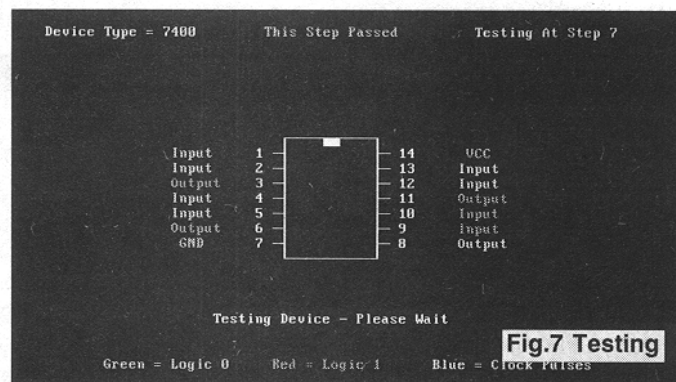 Device Type = 7400 This Step Passed Testing At Step 7
Input 1 14 VCC
Input 2 13 Input
Output 3 12 Input
Input 4 11 Output
Input 5 10 Input
Output 6 9 Input
GND 7 8 Output
Testing Device - Please Wait
Fig.7 Testing
Green = Logic 0 Red = Logic 1 Blue = Clock Pulses